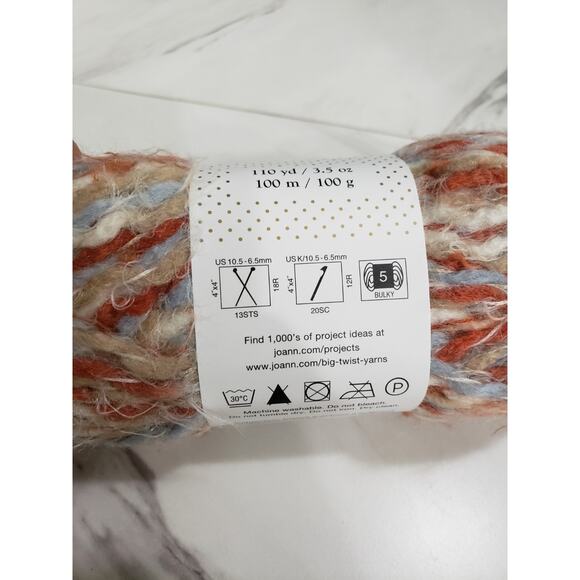 110 yd / 3.5 oz
100 m / 100 g
US 10.5 - 6.5mm
US K/10.5 - 6.5mm
4"x4"
18R
4"x4"
12R
5
BULKY
13STS
20SC
Find 1,000's of project ideas at
joann.com/projects
www.joann.com/big-twist-yarns
30°C
P
Machine washable. Do not bleach.
Do not tumble dry. Do not iron. Dry clean.